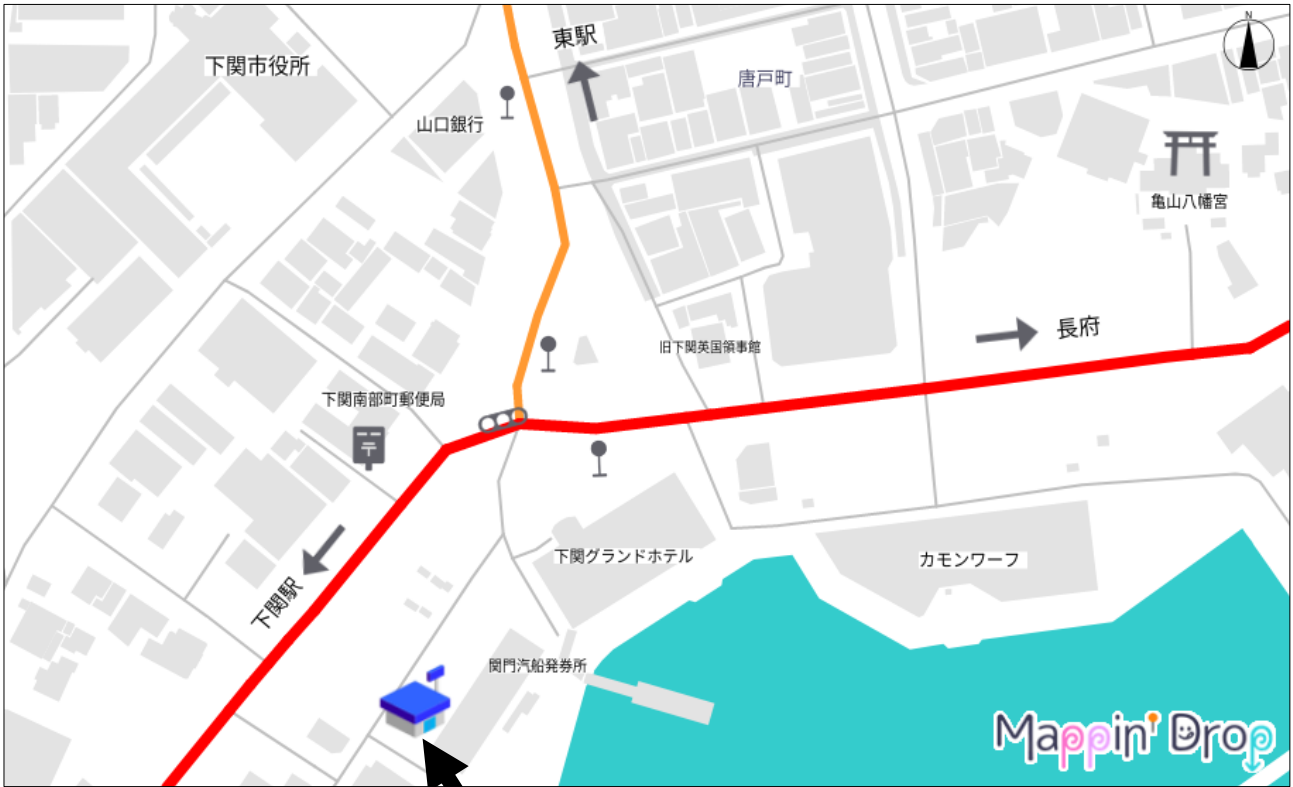 N
東駅
下関市役所
唐戸町
山口銀行
亀山八幡宮
長府
旧下関英国領事館
下関南部町郵便局
〒
下関グランドホテル
カモンワーフ
下関駅
関門汽船発券所
Mappin' Drop